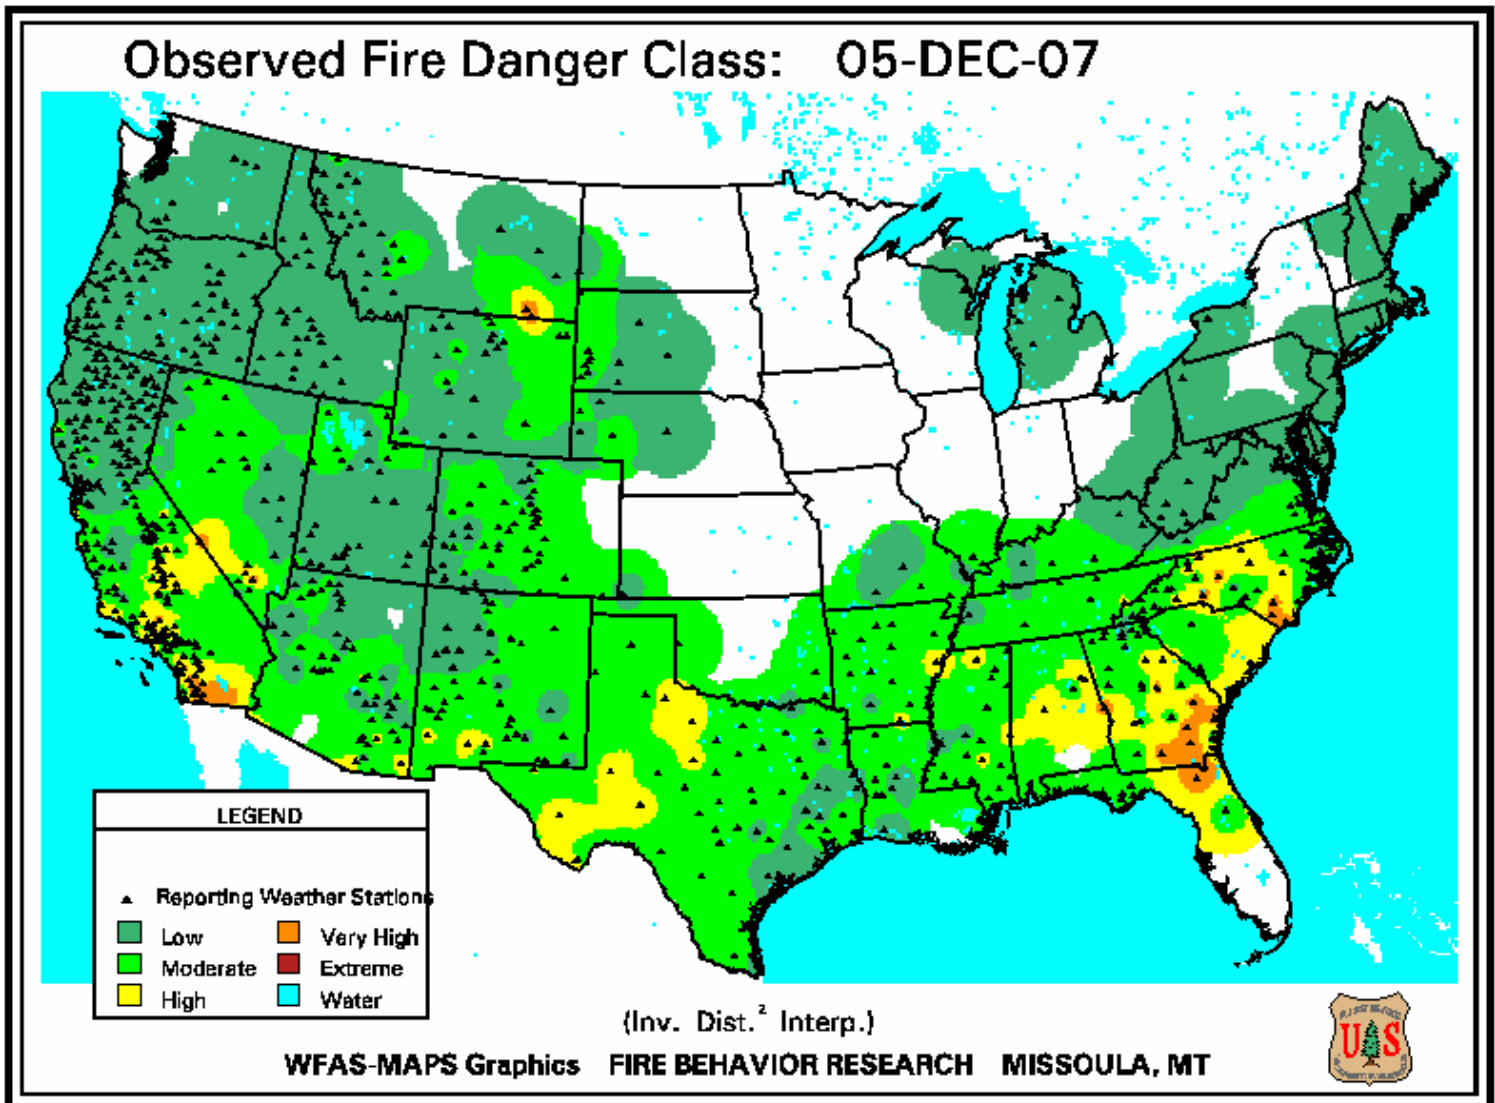 Observed Fire Danger Class: 05-DEC-07
LEGEND
Reporting Weather Stations
Low Very High
Moderate Extreme
High Water
(Inv. Dist.² Interp.)
WFAS-MAPS Graphics FIRE BEHAVIOR RESEARCH MISSOULA, MT
US